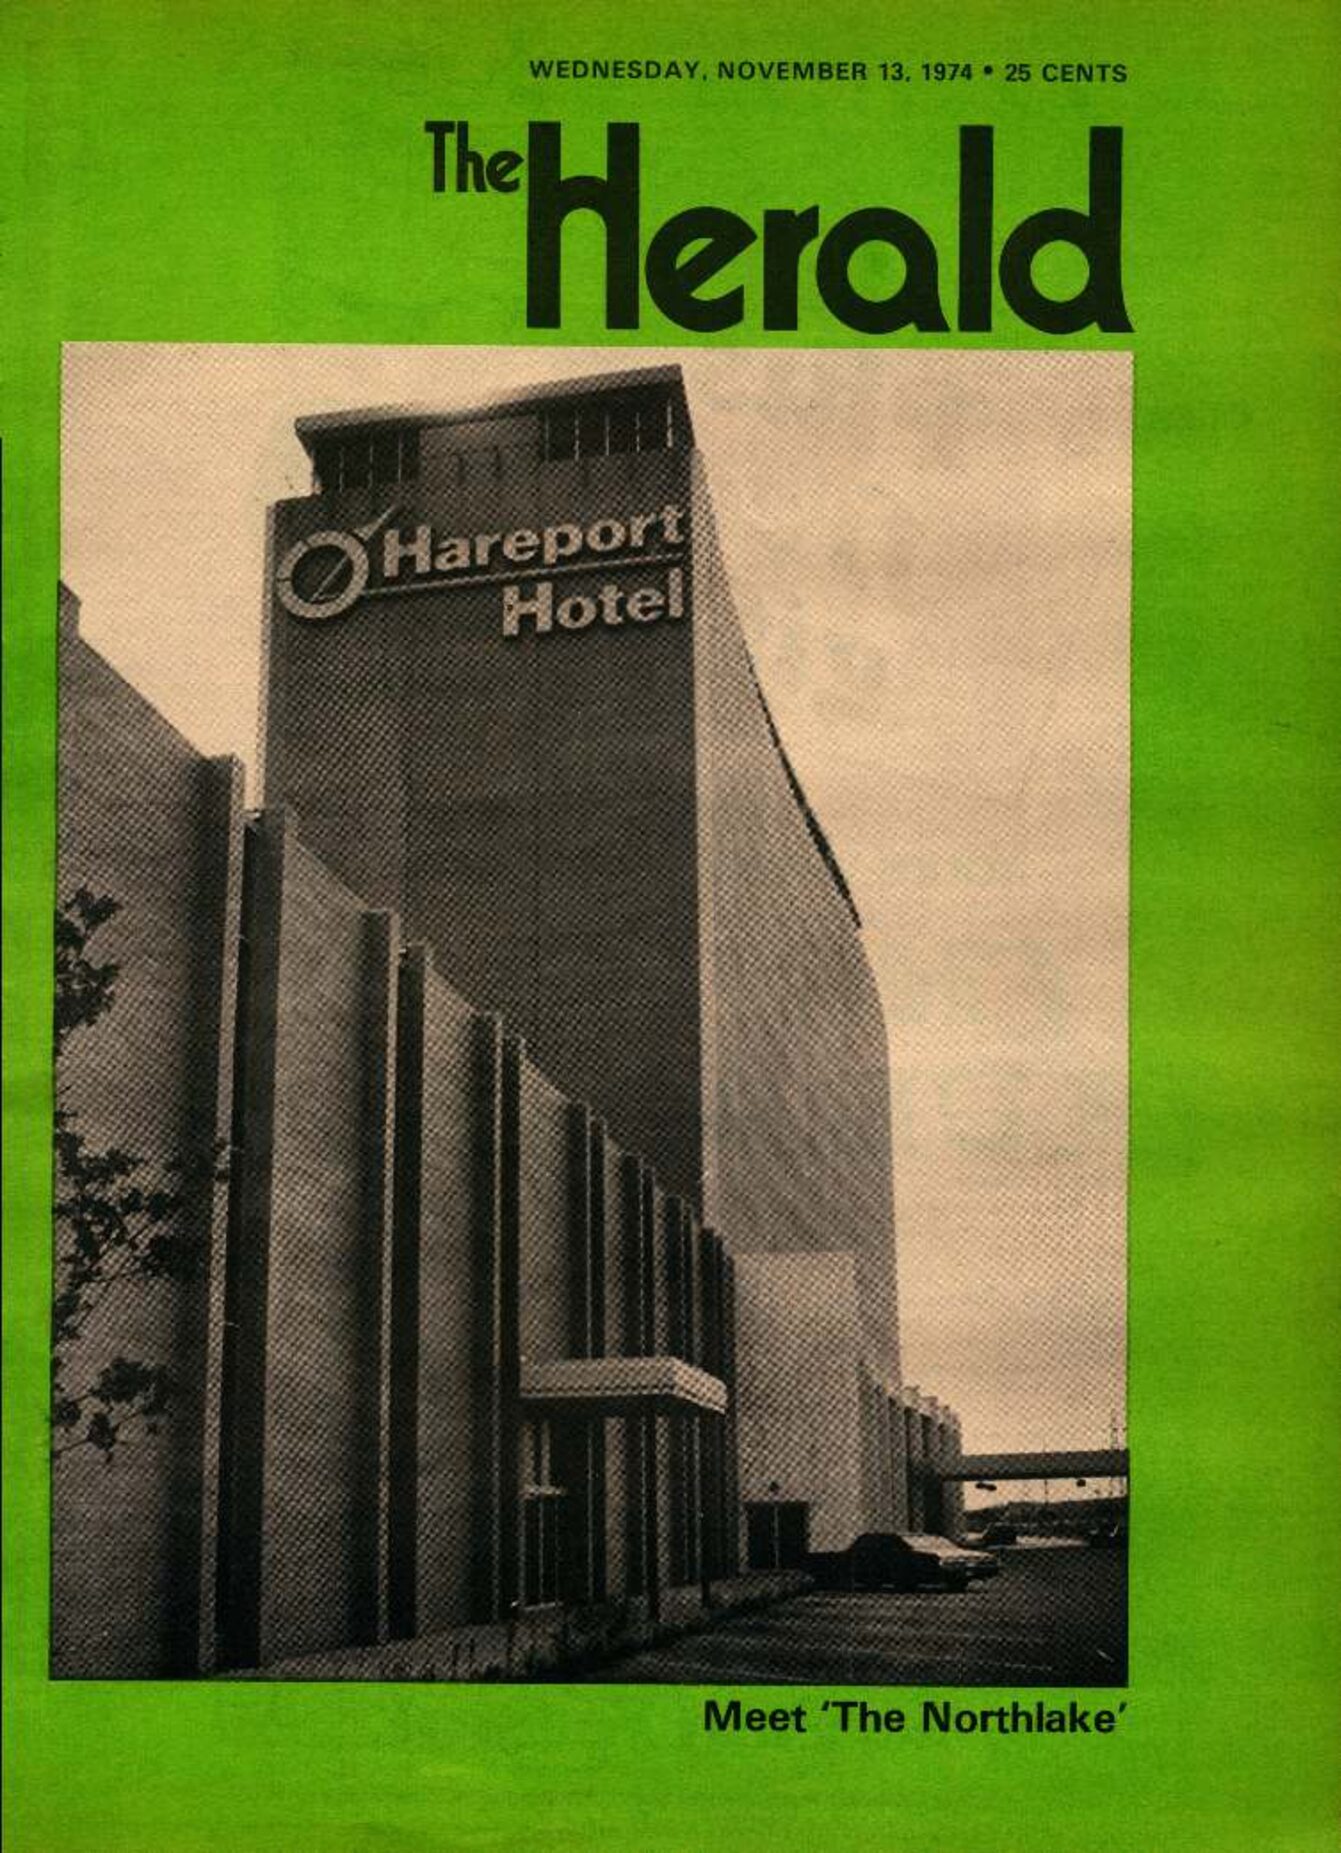 WEDNESDAY, NOVEMBER 13, 1974 • 25 CENTS
The Herald
Hareport
Hotel
Meet 'The Northlake'